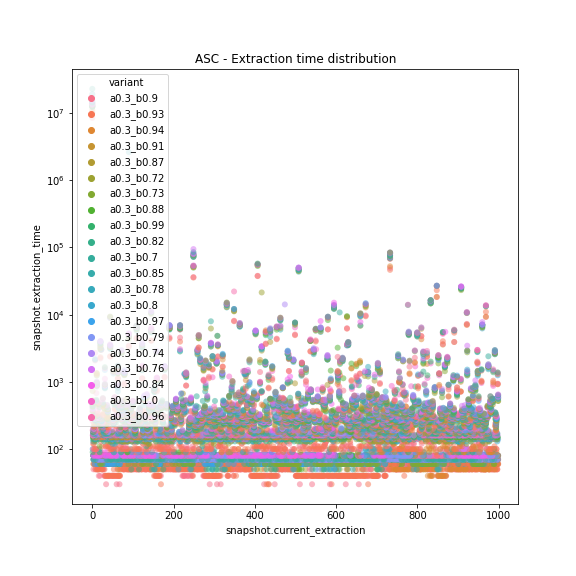 ASC - Extraction time distribution
variant
a0.3_b0.9
a0.3_b0.93
a0.3_b0.94
a0.3_b0.91
a0.3_b0.87
a0.3_b0.72
a0.3_b0.73
a0.3_b0.88
a0.3_b0.99
a0.3_b0.82
a0.3_b0.7
a0.3_b0.85
a0.3_b0.78
a0.3_b0.8
a0.3_b0.97
a0.3_b0.79
a0.3_b0.74
a0.3_b0.76
a0.3_b0.84
a0.3_b1.0
a0.3_b0.96
10⁷
10⁶
10⁵
10⁴
10³
10²
snapshot.extraction_time
0 200 400 600 800 1000
snapshot.current_extraction